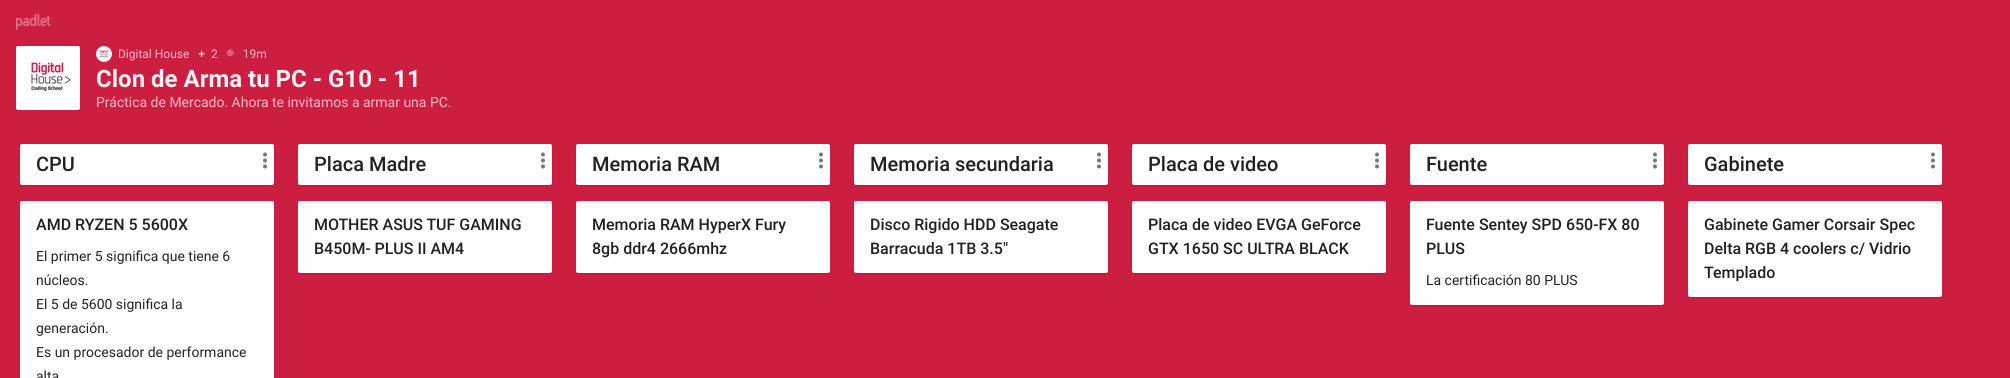 padlet
Digital House + 2 19m
Digital
House>
Coding School
Clon de Arma tu PC - G10 - 11
Práctica de Mercado. Ahora te invitamos a armar una PC.
CPU
AMD RYZEN 5 5600X
El primer 5 significa que tiene 6
núcleos.
El 5 de 5600 significa la
generación.
Es un procesador de performance
alta
Placa Madre
MOTHER ASUS TUF GAMING
B450M- PLUS II AM4
Memoria RAM
Memoria RAM HyperX Fury
8gb ddr4 2666mhz
Memoria secundaria
Disco Rigido HDD Seagate
Barracuda 1TB 3.5"
Placa de video
Placa de video EVGA GeForce
GTX 1650 SC ULTRA BLACK
Fuente
Fuente Sentey SPD 650-FX 80
PLUS
La certificación 80 PLUS
Gabinete
Gabinete Gamer Corsair Spec
Delta RGB 4 coolers c/ Vidrio
Templado